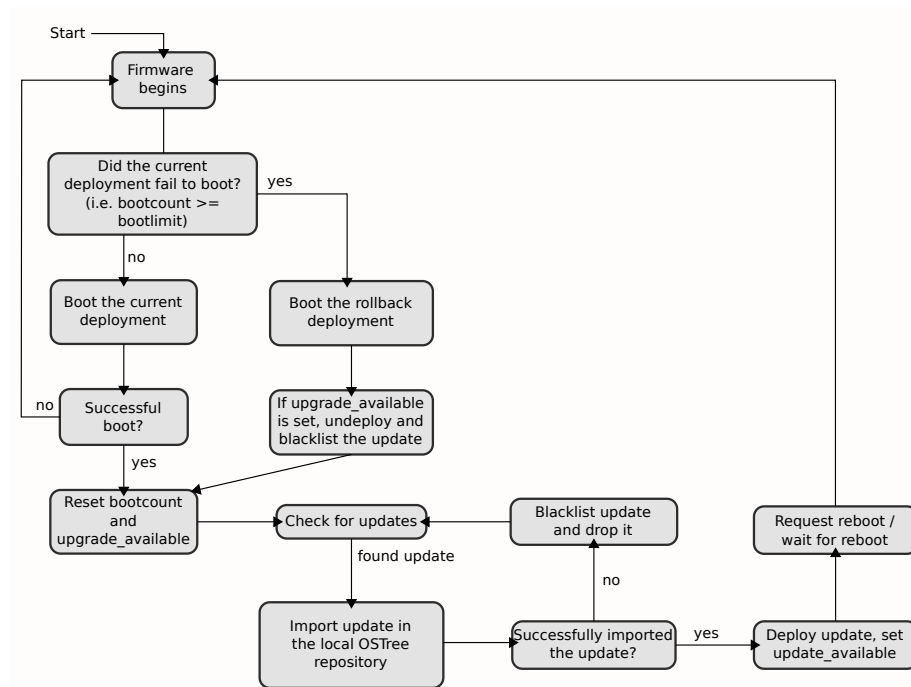 Start
Firmware
begins
Did the current
deployment fail to boot?
(i.e. bootcount >=
bootlimit)
yes
no
Boot the current
deployment
Boot the rollback
deployment
no
Successful
boot?
If upgrade_available
is set, undeploy and
blacklist the update
yes
Reset bootcount
and
upgrade_available
Check for updates
Blacklist update
and drop it
Request reboot /
wait for reboot
found update
no
Import update in
the local OSTree
repository
Successfully imported
the update?
yes
Deploy update, set
update_available